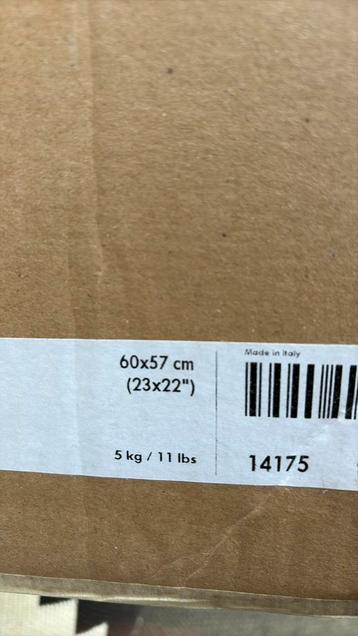 60x57 cm
(23x22")
5 kg / 11 lbs
Made in Italy
14175